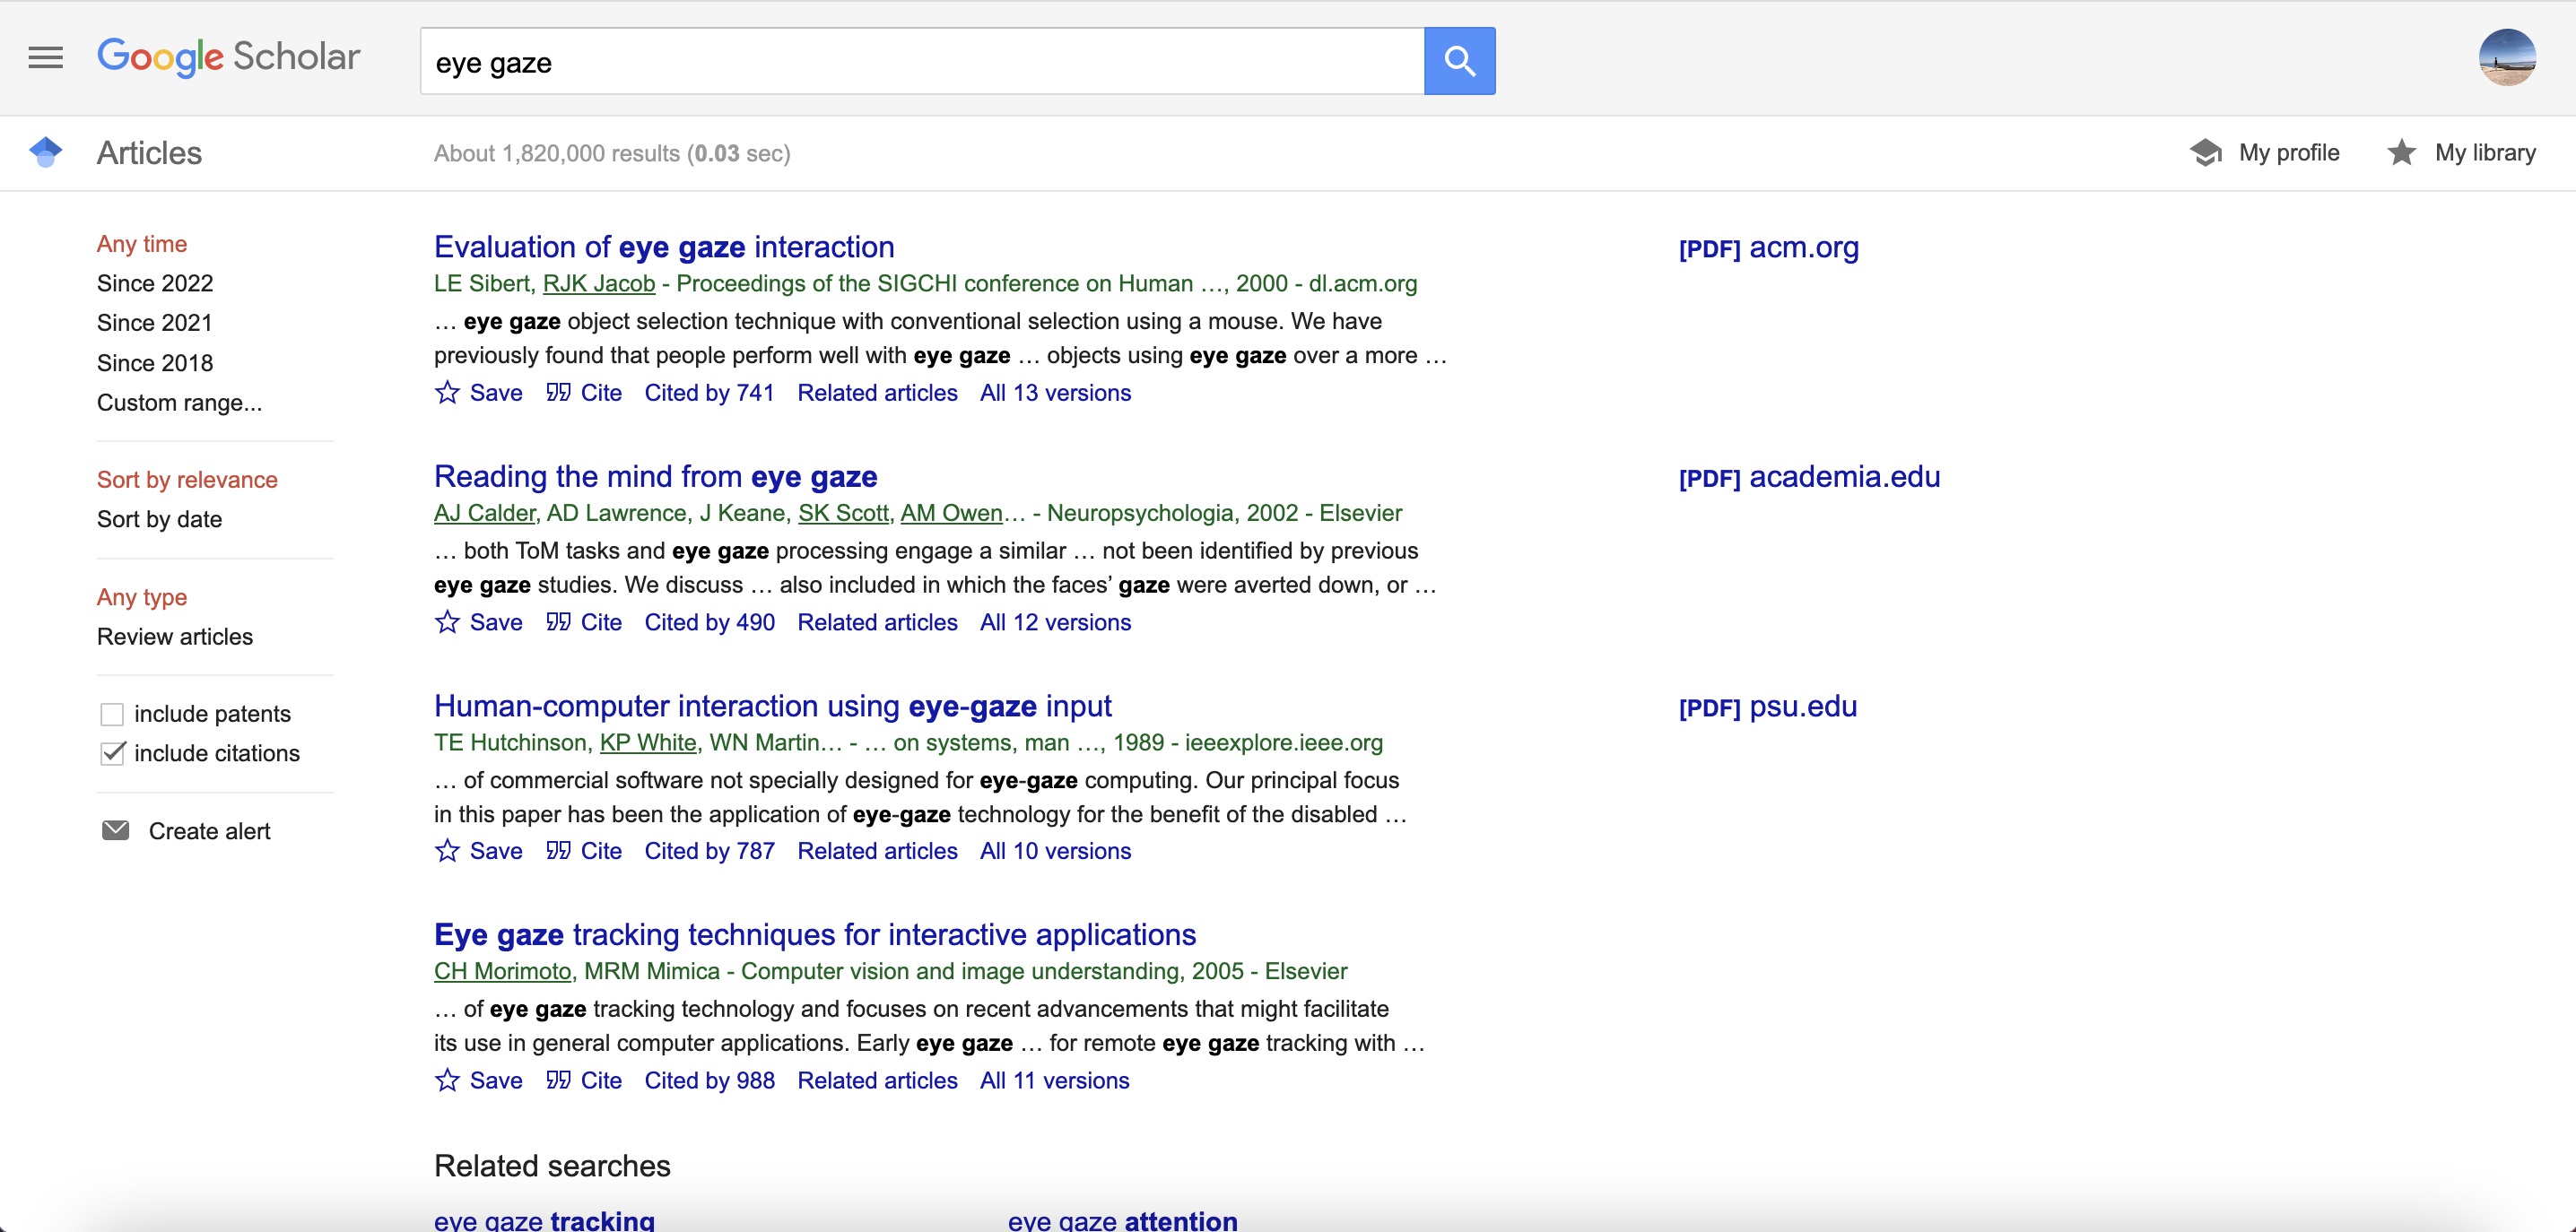 Google Scholar
eye gaze
Articles
About 1,820,000 results (0.03 sec)
My profile
My library
Any time
Since 2022
Since 2021
Since 2018
Custom range...
Sort by relevance
Sort by date
Any type
Review articles
include patents
include citations
Create alert
Evaluation of eye gaze interaction
LE Sibert, RJK Jacob - Proceedings of the SIGCHI conference on Human …, 2000 - dl.acm.org
… eye gaze object selection technique with conventional selection using a mouse. We have
previously found that people perform well with eye gaze … objects using eye gaze over a more …
Save Cite Cited by 741 Related articles All 13 versions
[PDF] acm.org
Reading the mind from eye gaze
AJ Calder, AD Lawrence, J Keane, SK Scott, AM Owen… - Neuropsychologia, 2002 - Elsevier
… both ToM tasks and eye gaze processing engage a similar … not been identified by previous
eye gaze studies. We discuss … also included in which the faces’ gaze were averted down, or …
Save Cite Cited by 490 Related articles All 12 versions
[PDF] academia.edu
Human-computer interaction using eye-gaze input
TE Hutchinson, KP White, WN Martin… - … on systems, man …, 1989 - ieeexplore.ieee.org
… of commercial software not specially designed for eye-gaze computing. Our principal focus
in this paper has been the application of eye-gaze technology for the benefit of the disabled …
Save Cite Cited by 787 Related articles All 10 versions
[PDF] psu.edu
Eye gaze tracking techniques for interactive applications
CH Morimoto, MRM Mimica - Computer vision and image understanding, 2005 - Elsevier
… of eye gaze tracking technology and focuses on recent advancements that might facilitate
its use in general computer applications. Early eye gaze … for remote eye gaze tracking with …
Save Cite Cited by 988 Related articles All 11 versions
Related searches
eye gaze tracking
eye gaze attention